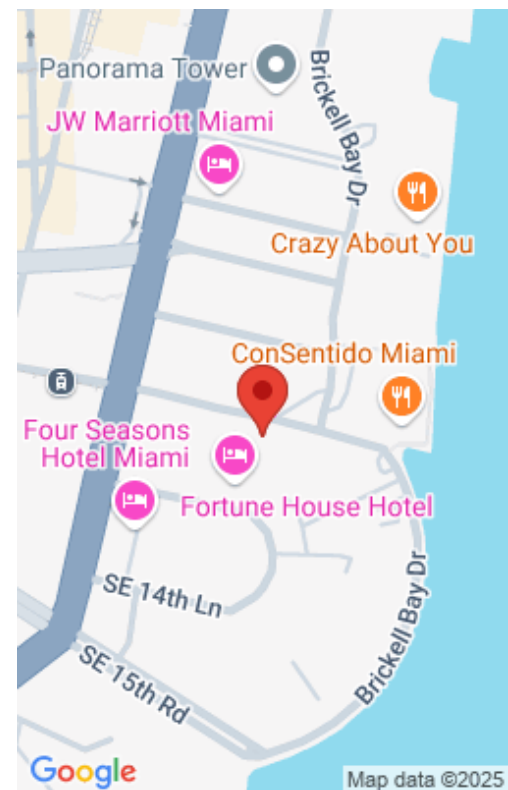 Panorama Tower
Brickell Bay Dr
JW Marriott Miami
Crazy About You
ConSentido Miami
Four Seasons
Hotel Miami
Fortune House Hotel
SE 14th Ln
Brickell Bay Dr
SE 15th Rd
Google
Map data ©2025